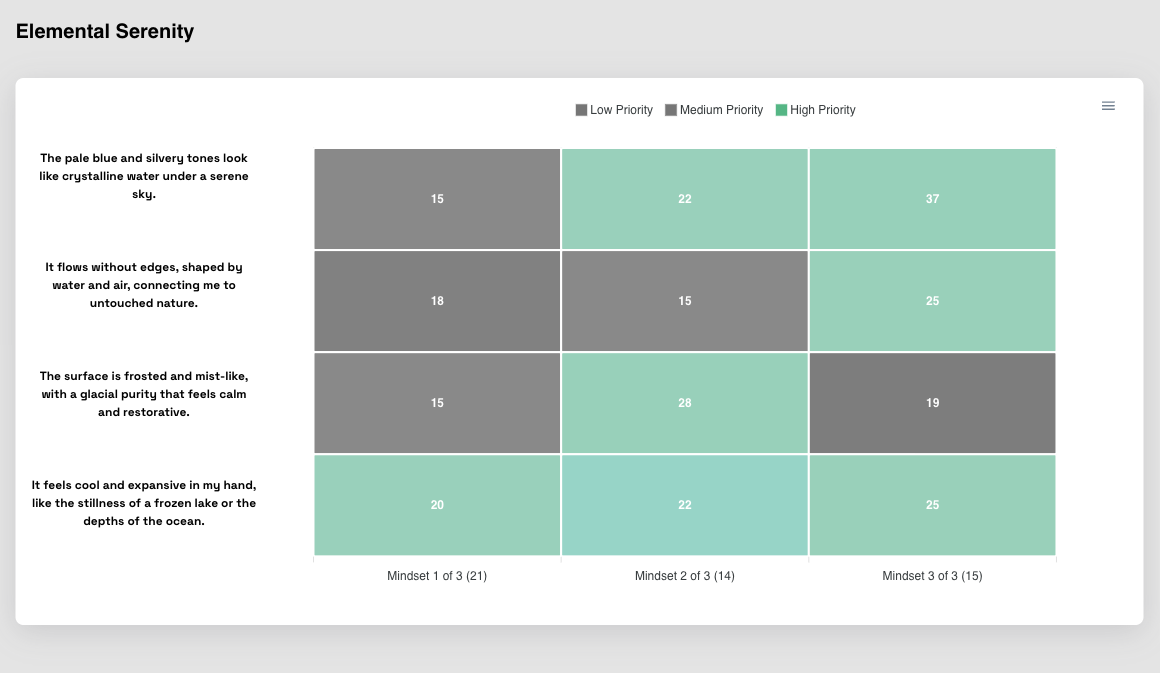 Elemental Serenity
Low Priority Medium Priority High Priority
The pale blue and silvery tones look
like crystalline water under a serene
sky.
15 22 37
It flows without edges, shaped by
water and air, connecting me to
untouched nature.
18 15 25
The surface is frosted and mist-like,
with a glacial purity that feels calm
and restorative.
15 28 19
It feels cool and expansive in my hand,
like the stillness of a frozen lake or the
depths of the ocean.
20 22 25
Mindset 1 of 3 (21) Mindset 2 of 3 (14) Mindset 3 of 3 (15)